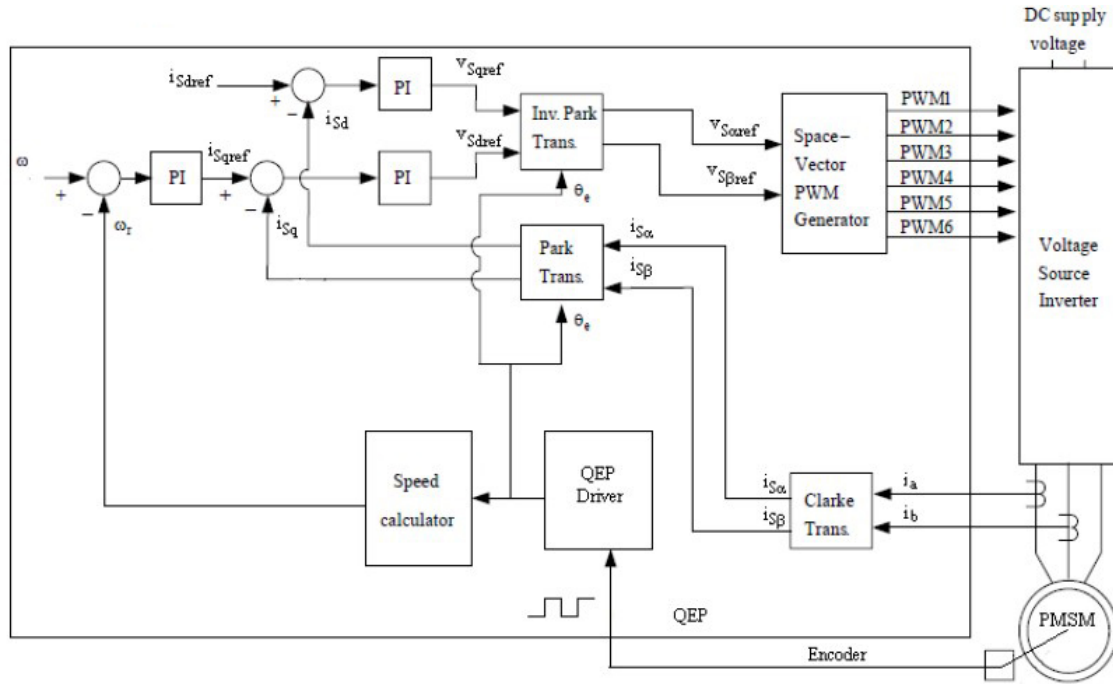 DC supply
voltage
iSdref
+
−
iSd
PI
vSqref
Inv. Park
Trans.
θe
vSαref
vSβref
Space−
Vector
PWM
Generator
PWM1
PWM2
PWM3
PWM4
PWM5
PWM6
Voltage
Source
Inverter
ω
+
−
ωr
PI
iSqref
+
−
iSq
PI
vSdref
Park
Trans.
θe
iSα
iSβ
Speed
calculator
QEP
Driver
iSα
iSβ
Clarke
Trans.
ia
ib
QEP
PMSM
Encoder